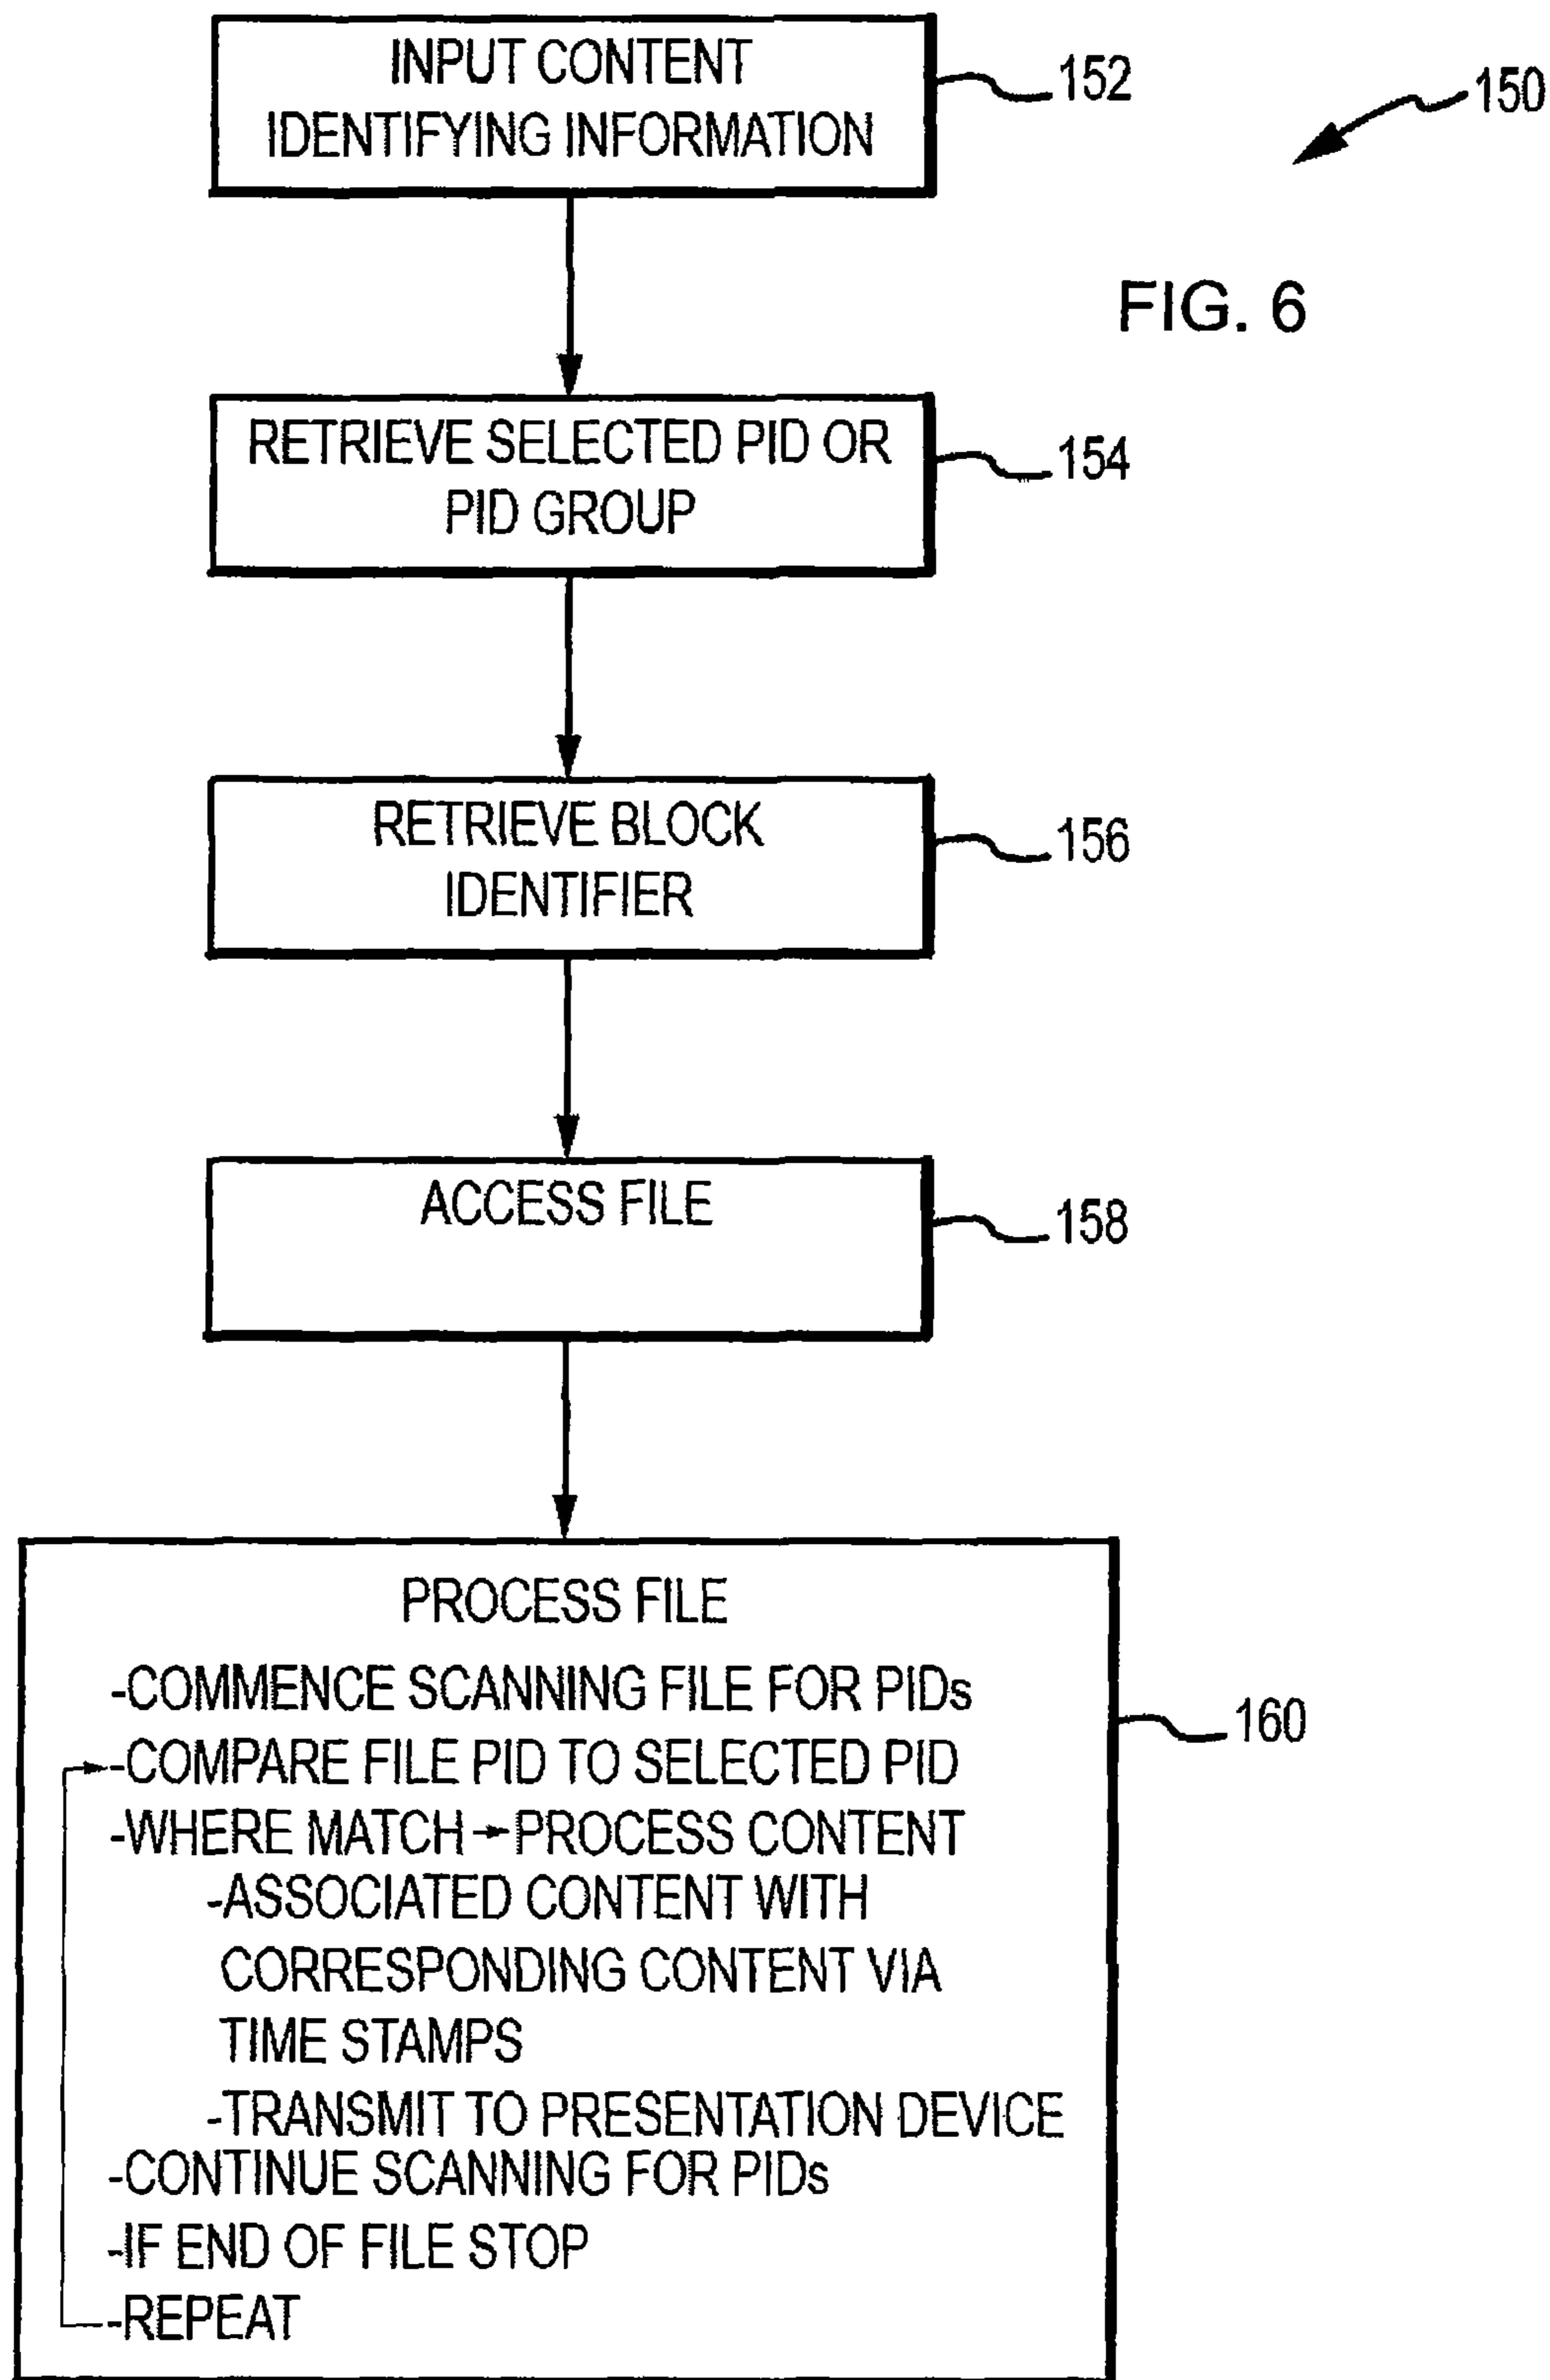 INPUT CONTENT
IDENTIFYING INFORMATION
152
150
FIG. 6
RETRIEVE SELECTED PID OR
PID GROUP
154
RETRIEVE BLOCK
IDENTIFIER
156
ACCESS FILE
158
PROCESS FILE
-COMMENCE SCANNING FILE FOR PIDs
-COMPARE FILE PID TO SELECTED PID
-WHERE MATCH→PROCESS CONTENT
-ASSOCIATED CONTENT WITH
CORRESPONDING CONTENT VIA
TIME STAMPS
-TRANSMIT TO PRESENTATION DEVICE
-CONTINUE SCANNING FOR PIDs
-IF END OF FILE STOP
-REPEAT
160